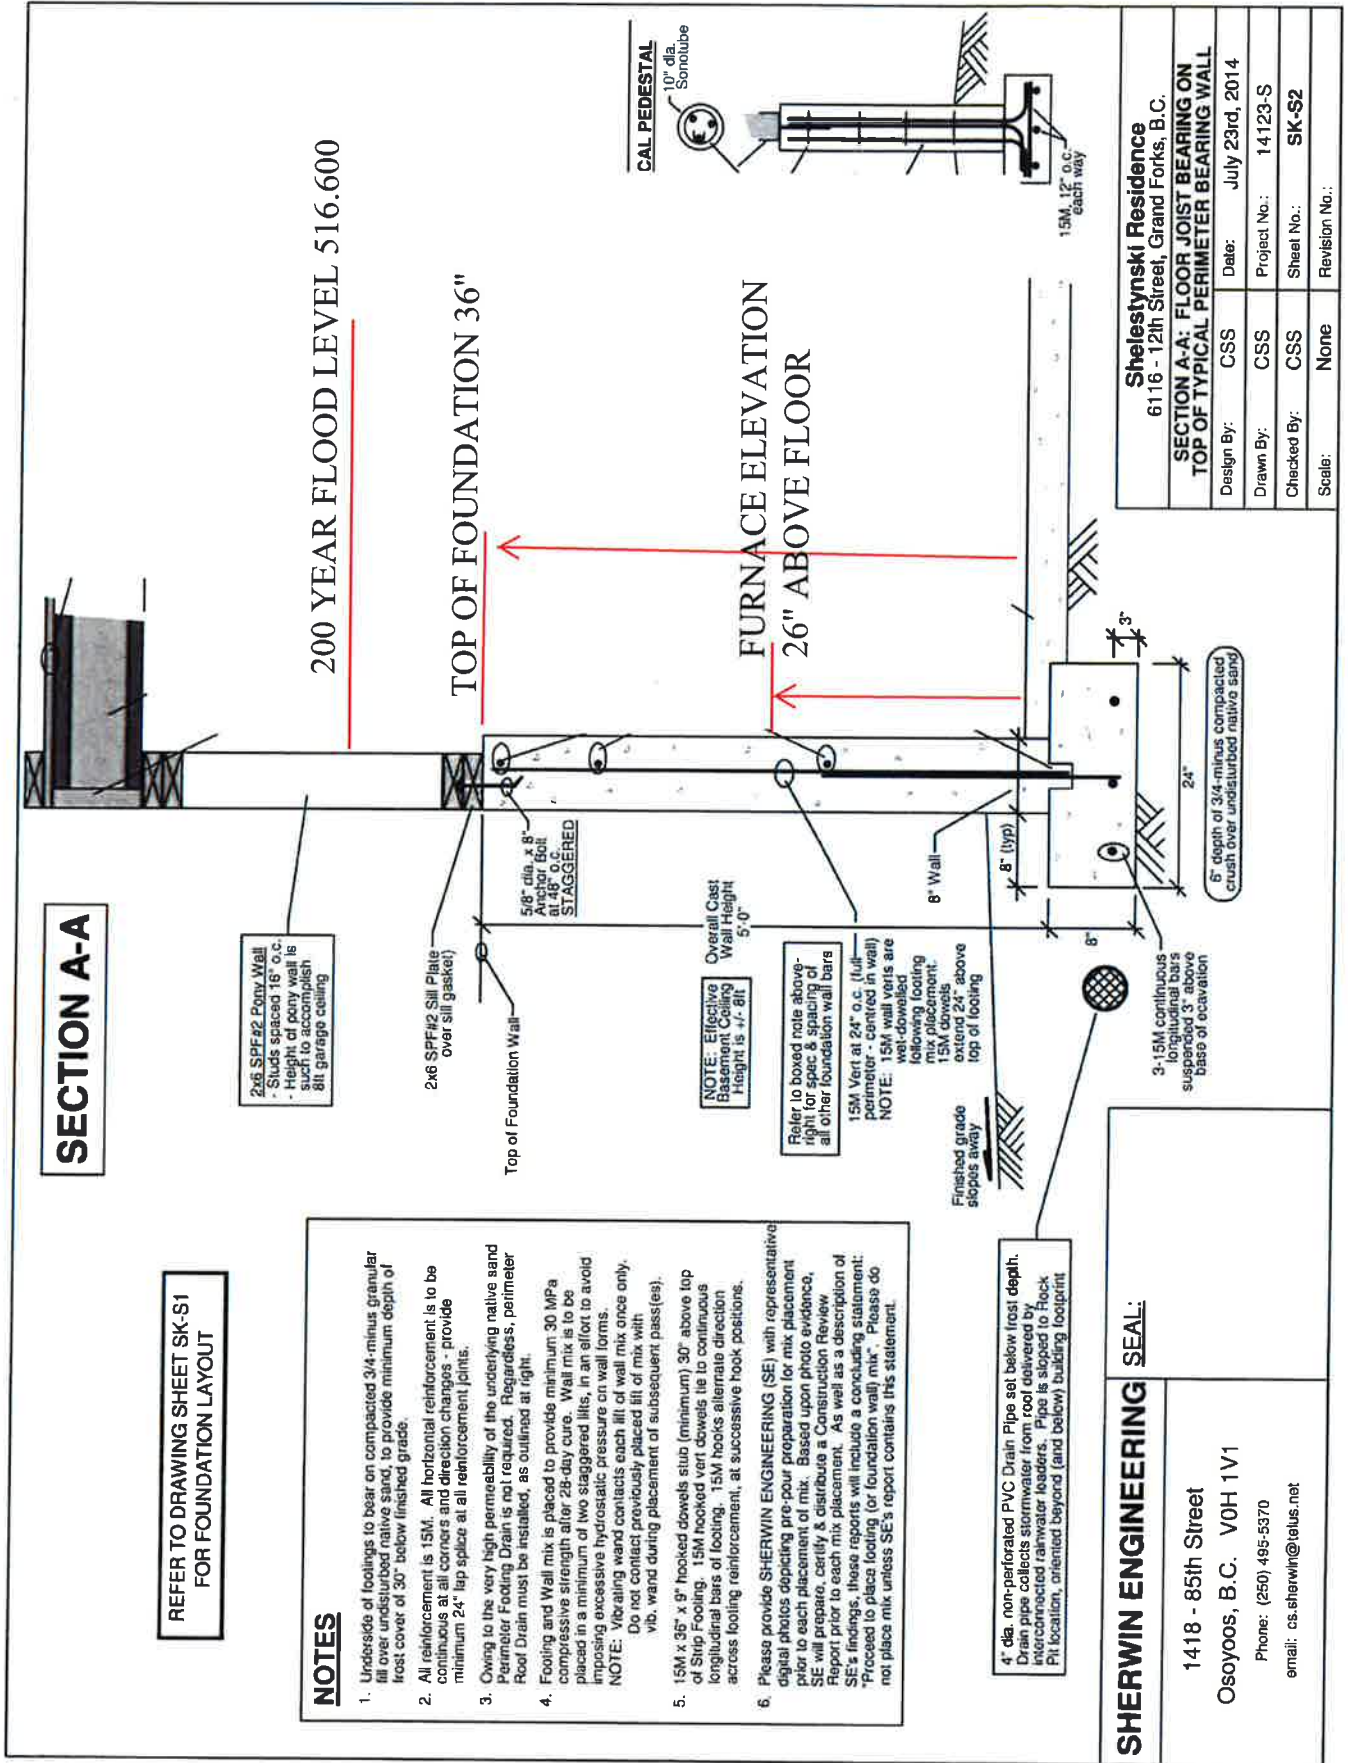 SECTION A-A
REFER TO DRAWING SHEET SK-S1
FOR FOUNDATION LAYOUT
NOTES
1. Underside of footings to bear on compacted 3/4-minus granular
fill over undisturbed native sand, to provide minimum depth of
frost cover of 30" below finished grade.
2. All reinforcement is 15M. All horizontal reinforcement is to be
continuous at all corners and direction changes - provide
minimum 24" lap splice at all reinforcement joints.
3. Owing to the very high permeability of the underlying native sand
Perimeter Footing Drain is not required. Regardless, perimeter
Roof Drain must be installed, as outlined at right.
4. Footing and Wall mix is placed to provide minimum 30 MPa
compressive strength after 28-day cure. Wall mix is to be
placed in a minimum of two staggered lifts, in an effort to avoid
imposing excessive hydrostatic pressure on wall forms.
NOTE: Vibrating wand contacts each lift of wall mix once only.
Do not contact previously placed lift of mix with
vib. wand during placement of subsequent pass(es).
5. 15M x 36" x 9" hooked dowels stub (minimum) 30" above top
of Strip Footing. 15M hooked vert dowels tie to continuous
longitudinal bars of footing. 15M hooks alternate direction
across footing reinforcement, at successive hook positions.
6. Please provide SHERWIN ENGINEERING (SE) with representative
digital photos depicting pre-pour preparation for mix placement
prior to each placement of mix. Based upon photo evidence,
SE will prepare, certify & distribute a Construction Review
Report prior to each mix placement. As well as a description of
SE's findings, these reports will include a concluding statement:
"Proceed to place footing (or foundation wall) mix". Please do
not place mix unless SE's report contains this statement.
2x6 SPF#2 Pony Wall
- Studs spaced 16" o.c.
- Height of pony wall is
such to accomplish
8ft garage ceiling
2x6 SPF#2 Sill Plate
over sill gasket)
5/8" dia. x 8"
Anchor Bolt
at 48" o.c.
STAGGERED
Top of Foundation Wall
NOTE: Effective
Basement Ceiling
Height is +/- 8ft
Overall Cast
Wall Height
5'-0"
Refer to boxed note above-
right for spec & spacing of
all other foundation wall bars
15M Vert at 24" o.c. (full
perimeter - centred in wall)
NOTE: 15M wall verts are
wet-dowelled
following footing
mix placement.
15M dowels
extend 24" above
top of footing
8" Wall
8" (typ)
Finished grade
slopes away
8"
24"
3"
3-15M continuous
longitudinal bars
suspended 3" above
base of ecavation
6" depth of 3/4-minus compacted
crush over undisturbed native sand
4" dia. non-perforated PVC Drain Pipe set below frost depth.
Drain pipe collects stormwater from roof delivered by
interconnected rainwater leaders. Pipe is sloped to Rock
Pit location, oriented beyond (and below) building footprint
200 YEAR FLOOD LEVEL 516.600
TOP OF FOUNDATION 36"
FURNACE ELEVATION
26" ABOVE FLOOR
CAL PEDESTAL
10" dia.
Sonotube
15M, 12" o.c.
each way
SHERWIN ENGINEERING
SEAL:
1418 - 85th Street
Osoyoos, B.C. V0H 1V1
Phone: (250) 495-5370
email: cs.sherwin@telus.net
Shelestynski Residence
6116 - 12th Street, Grand Forks, B.C.
SECTION A-A: FLOOR JOIST BEARING ON
TOP OF TYPICAL PERIMETER BEARING WALL
Design By: CSS Date: July 23rd, 2014
Drawn By: CSS Project No.: 14123-S
Checked By: CSS Sheet No.: SK-S2
Scale: None Revision No.: